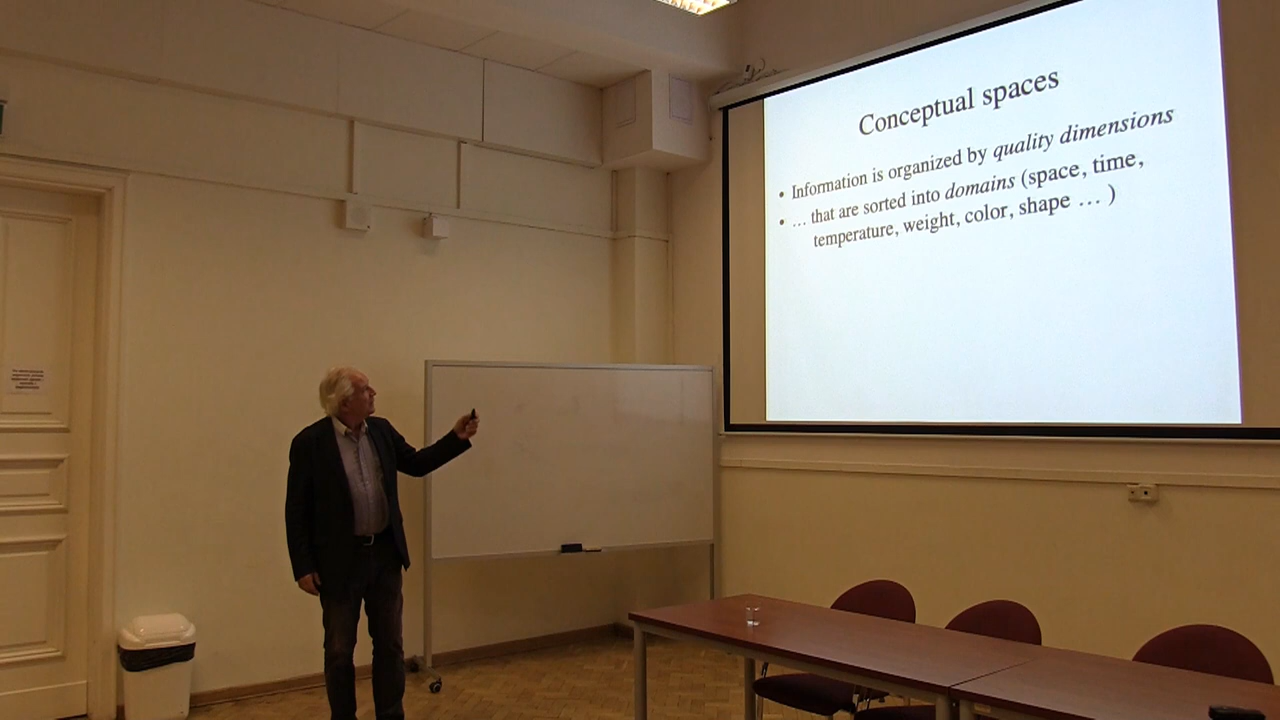 Conceptual spaces
• Information is organized by quality dimensions
• … that are sorted into domains (space, time,
temperature, weight, color, shape … )